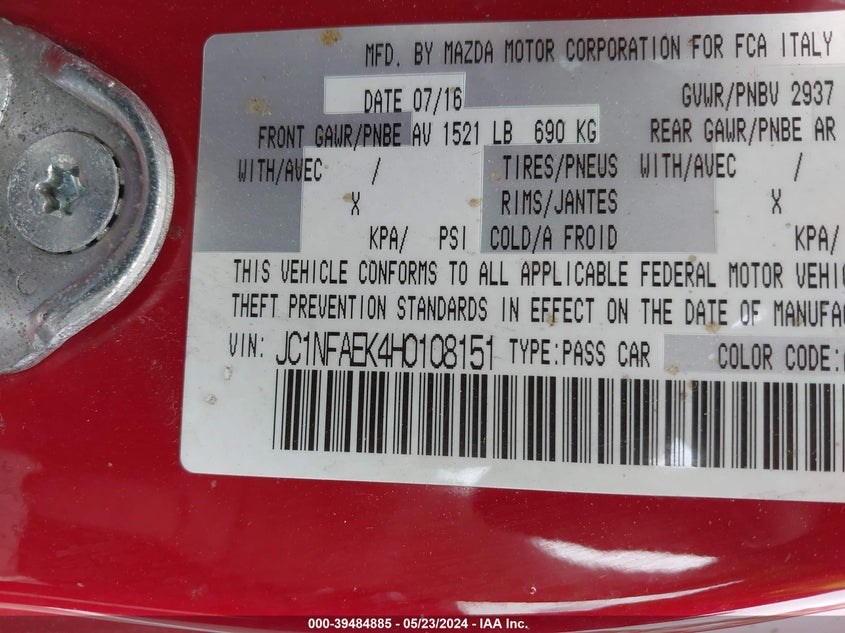 MFD. BY MAZDA MOTOR CORPORATION FOR FCA ITALY
DATE 07/16 GVWR/PNBV 2937
FRONT GAWR/PNBE AV 1521 LB 690 KG REAR GAWR/PNBE AR
WITH/AVEC / TIRES/PNEUS WITH/AVEC /
X RIMS/JANTES X
KPA/ PSI COLD/A FROID KPA/
THIS VEHICLE CONFORMS TO ALL APPLICABLE FEDERAL MOTOR VEHIC
THEFT PREVENTION STANDARDS IN EFFECT ON THE DATE OF MANUFAC
VIN: JC1NFAEK4H0108151 TYPE:PASS CAR COLOR CODE:
000-39484885 - 05/23/2024 - IAA Inc.